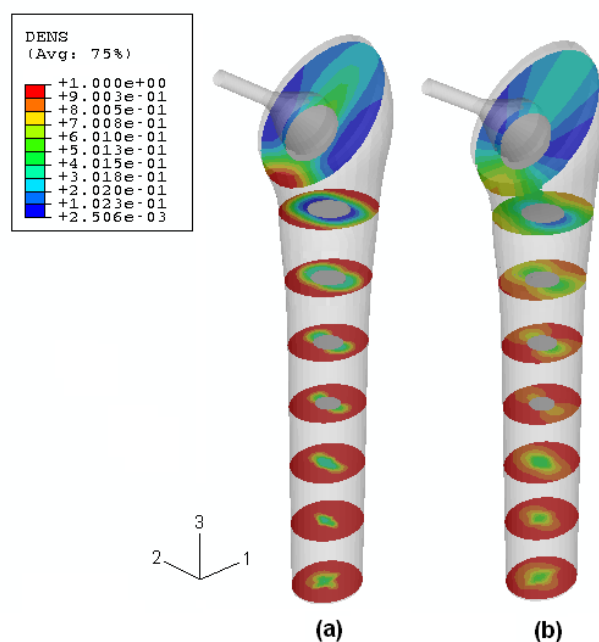 DENS
(Avg: 75%)
+1.000e+00
+9.003e-01
+8.005e-01
+7.008e-01
+6.010e-01
+5.013e-01
+4.015e-01
+3.018e-01
+2.020e-01
+1.023e-01
+2.506e-03
3
2
1
(a)
(b)